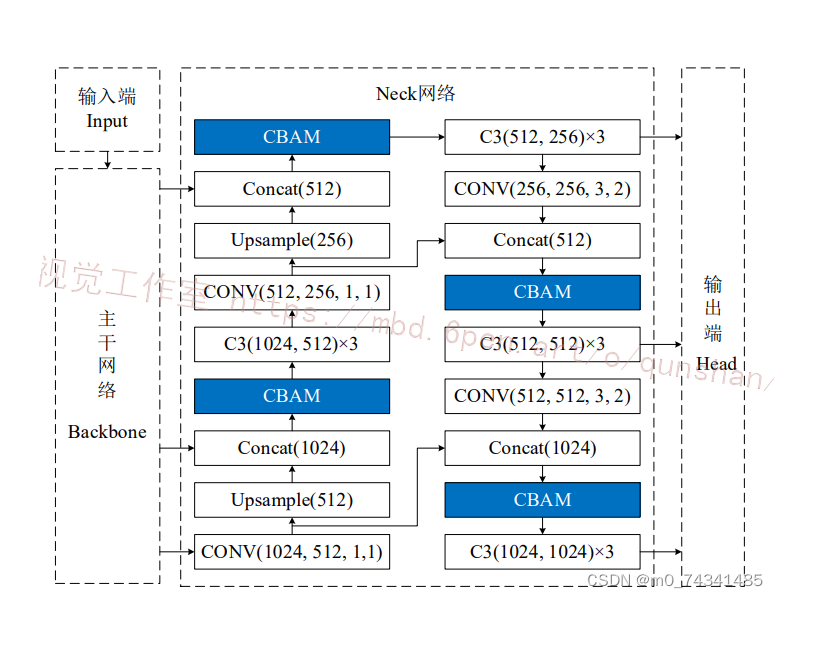 输入端
Input
主
干
网
络
Backbone
Neck网络
CBAM
Concat(512)
Upsample(256)
CONV(512, 256, 1, 1)
C3(1024, 512)×3
CBAM
Concat(1024)
Upsample(512)
CONV(1024, 512, 1,1)
C3(512, 256)×3
CONV(256, 256, 3, 2)
Concat(512)
CBAM
C3(512, 512)×3
CONV(512, 512, 3, 2)
Concat(1024)
CBAM
C3(1024, 1024)×3
输
出
端
Head
视觉工作室 https://mbd.pub/o/qunshan/
CSDN @m0_74341485